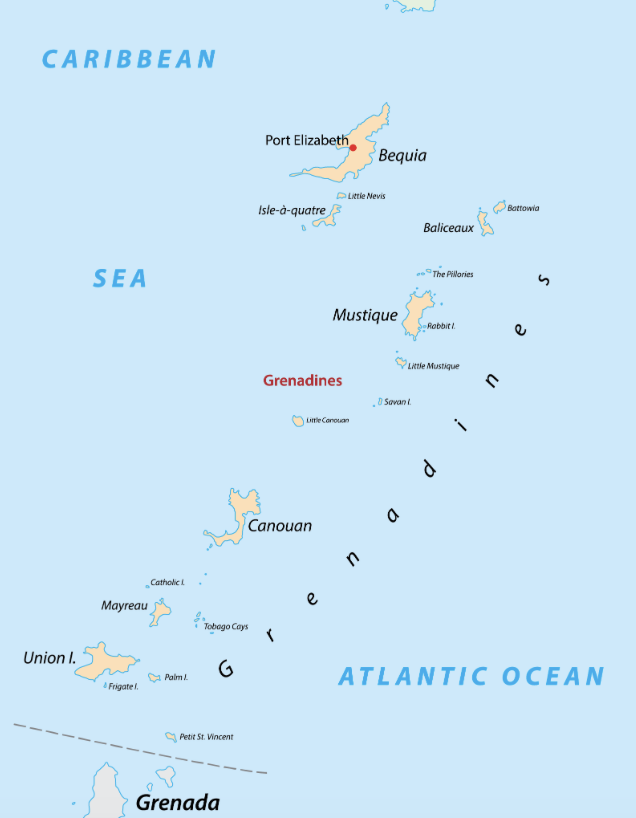 CARIBBEAN
Port Elizabeth
Bequia
Little Nevis
Isle-à-quatre
Battowia
Baliceaux
SEA
The Pillories
Mustique
Rabbit I.
Little Mustique
Grenadines
Savan I.
Little Canouan
Canouan
Grenadines
Catholic I.
Mayreau
Tobago Cays
Union I.
Palm I.
Frigate I.
ATLANTIC OCEAN
Petit St. Vincent
Grenada